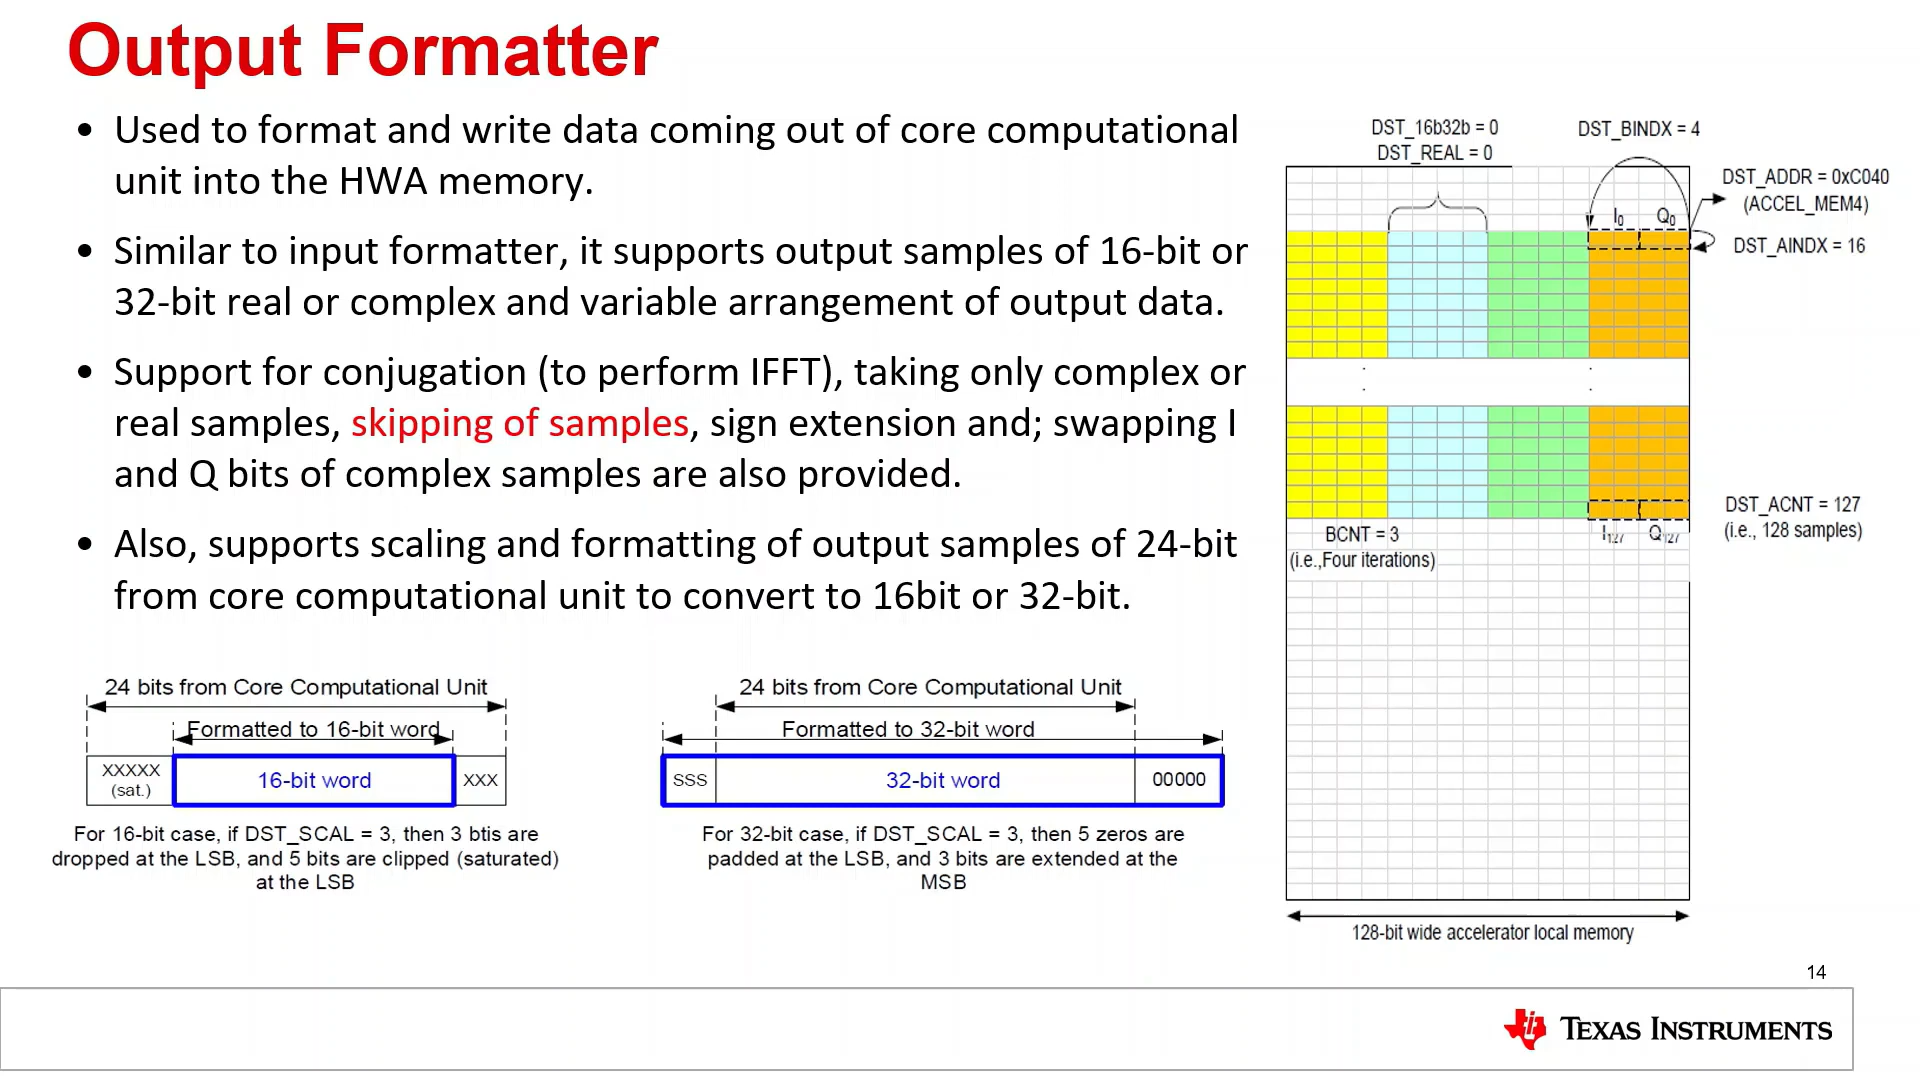 Output Formatter
• Used to format and write data coming out of core computational
unit into the HWA memory.
• Similar to input formatter, it supports output samples of 16-bit or
32-bit real or complex and variable arrangement of output data.
• Support for conjugation (to perform IFFT), taking only complex or
real samples, skipping of samples, sign extension and; swapping I
and Q bits of complex samples are also provided.
• Also, supports scaling and formatting of output samples of 24-bit
from core computational unit to convert to 16bit or 32-bit.
24 bits from Core Computational Unit
Formatted to 16-bit word
XXXXX
(sat.)
16-bit word
XXX
For 16-bit case, if DST_SCAL = 3, then 3 btis are
dropped at the LSB, and 5 bits are clipped (saturated)
at the LSB
24 bits from Core Computational Unit
Formatted to 32-bit word
SSS
32-bit word
00000
For 32-bit case, if DST_SCAL = 3, then 5 zeros are
padded at the LSB, and 3 bits are extended at the
MSB
DST_16b32b = 0
DST_REAL = 0
DST_BINDX = 4
DST_ADDR = 0xC040
(ACCEL_MEM4)
I0 Q0
DST_AINDX = 16
DST_ACNT = 127
(i.e., 128 samples)
BCNT = 3
(i.e.,Four iterations)
I127 Q127
128-bit wide accelerator local memory
14
TEXAS INSTRUMENTS